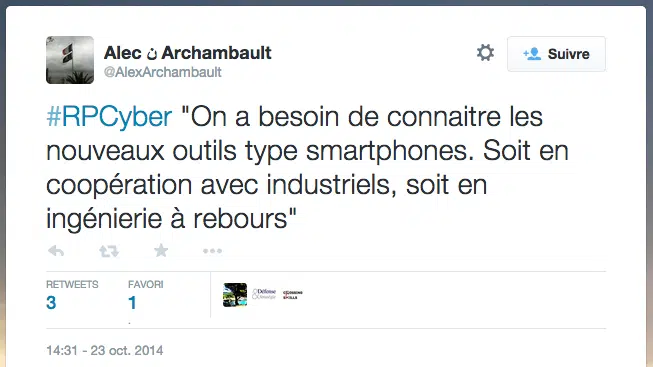 Alec ن Archambault
@AlexArchambault
Suivre
#RPCyber "On a besoin de connaitre les
nouveaux outils type smartphones. Soit en
coopération avec industriels, soit en
ingénierie à rebours"
RETWEETS
3
FAVORI
1
14:31 - 23 oct. 2014